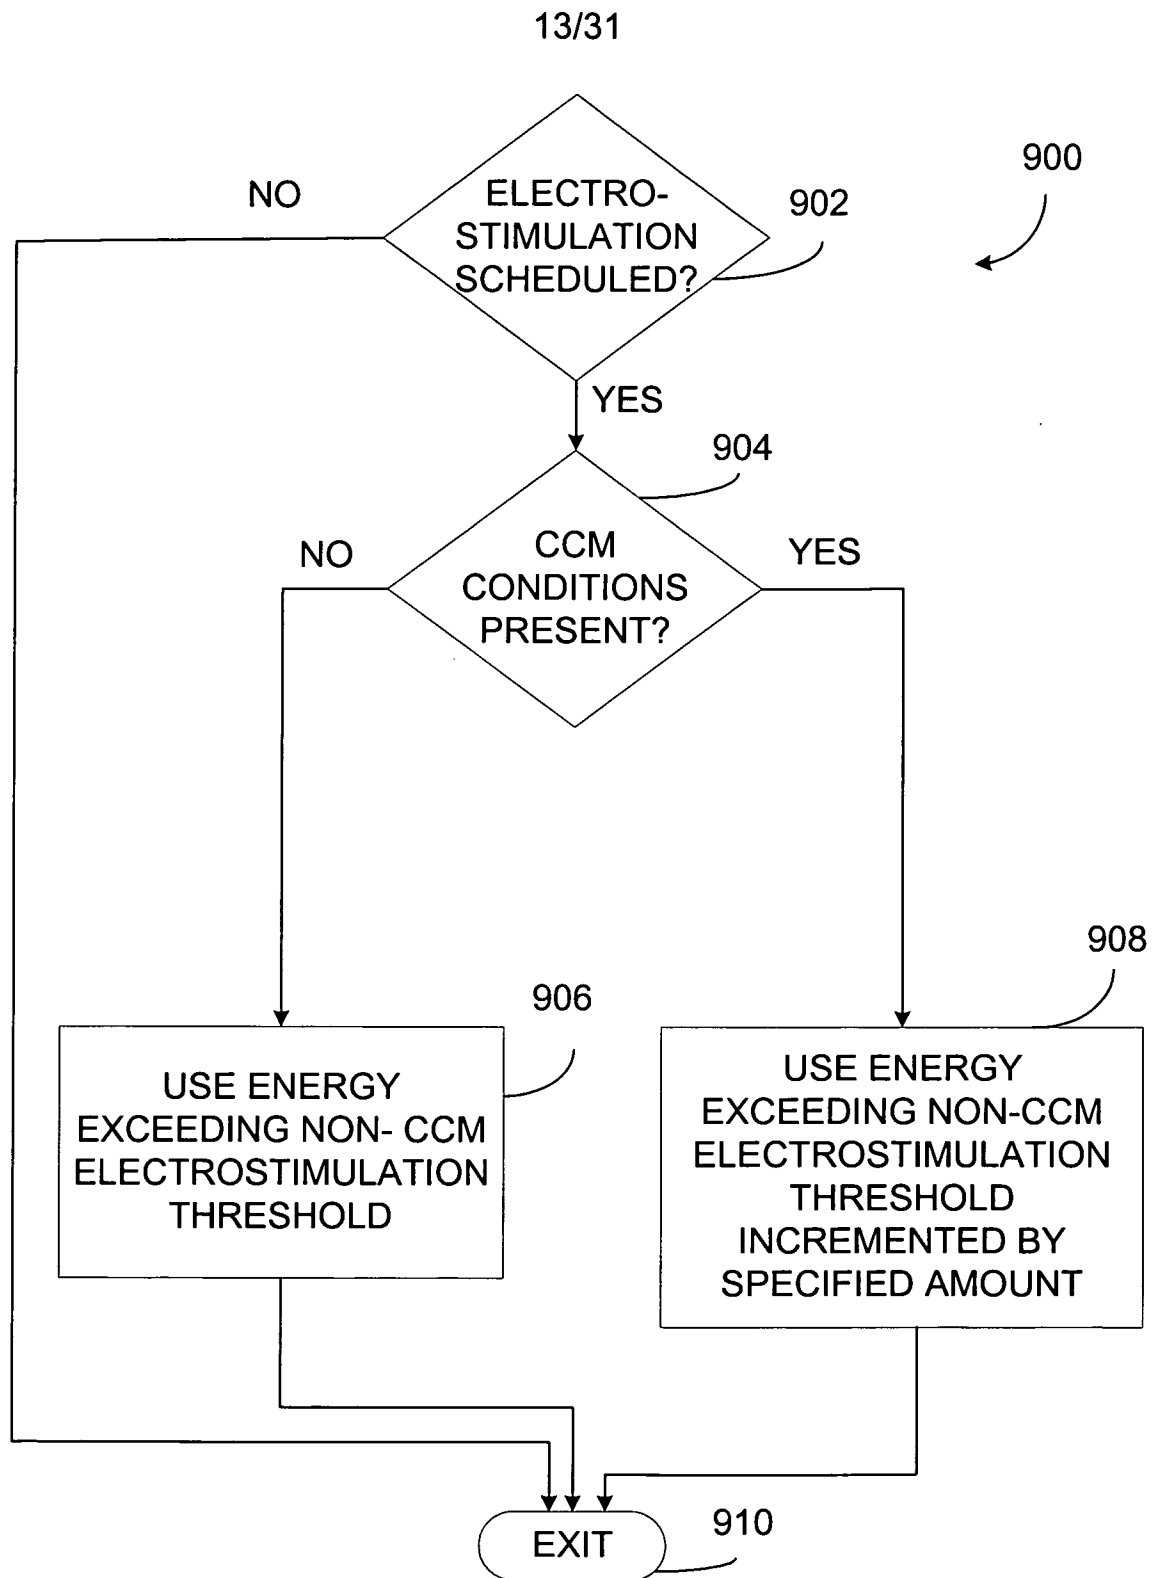 13/31
900
NO
ELECTRO-
STIMULATION
SCHEDULED?
902
YES
904
NO
CCM
CONDITIONS
PRESENT?
YES
906
USE ENERGY
EXCEEDING NON- CCM
ELECTROSTIMULATION
THRESHOLD
908
USE ENERGY
EXCEEDING NON-CCM
ELECTROSTIMULATION
THRESHOLD
INCREMENTED BY
SPECIFIED AMOUNT
EXIT
910